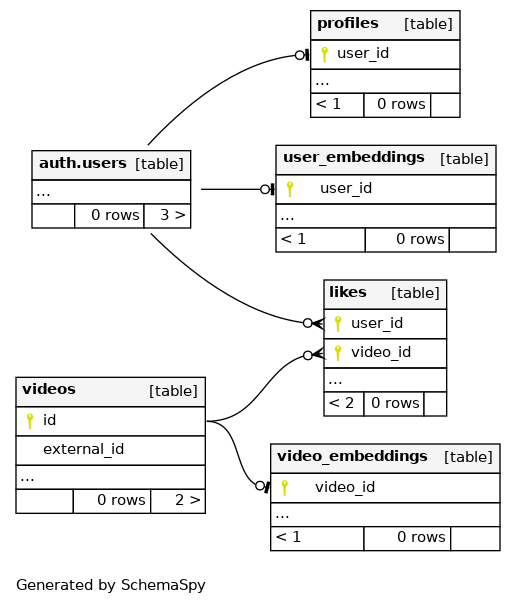 profiles [table]
user_id
...
< 1 0 rows
auth.users [table]
...
0 rows 3 >
user_embeddings [table]
user_id
...
< 1 0 rows
likes [table]
user_id
video_id
...
< 2 0 rows
videos [table]
id
external_id
...
0 rows 2 >
video_embeddings [table]
video_id
...
< 1 0 rows
Generated by SchemaSpy